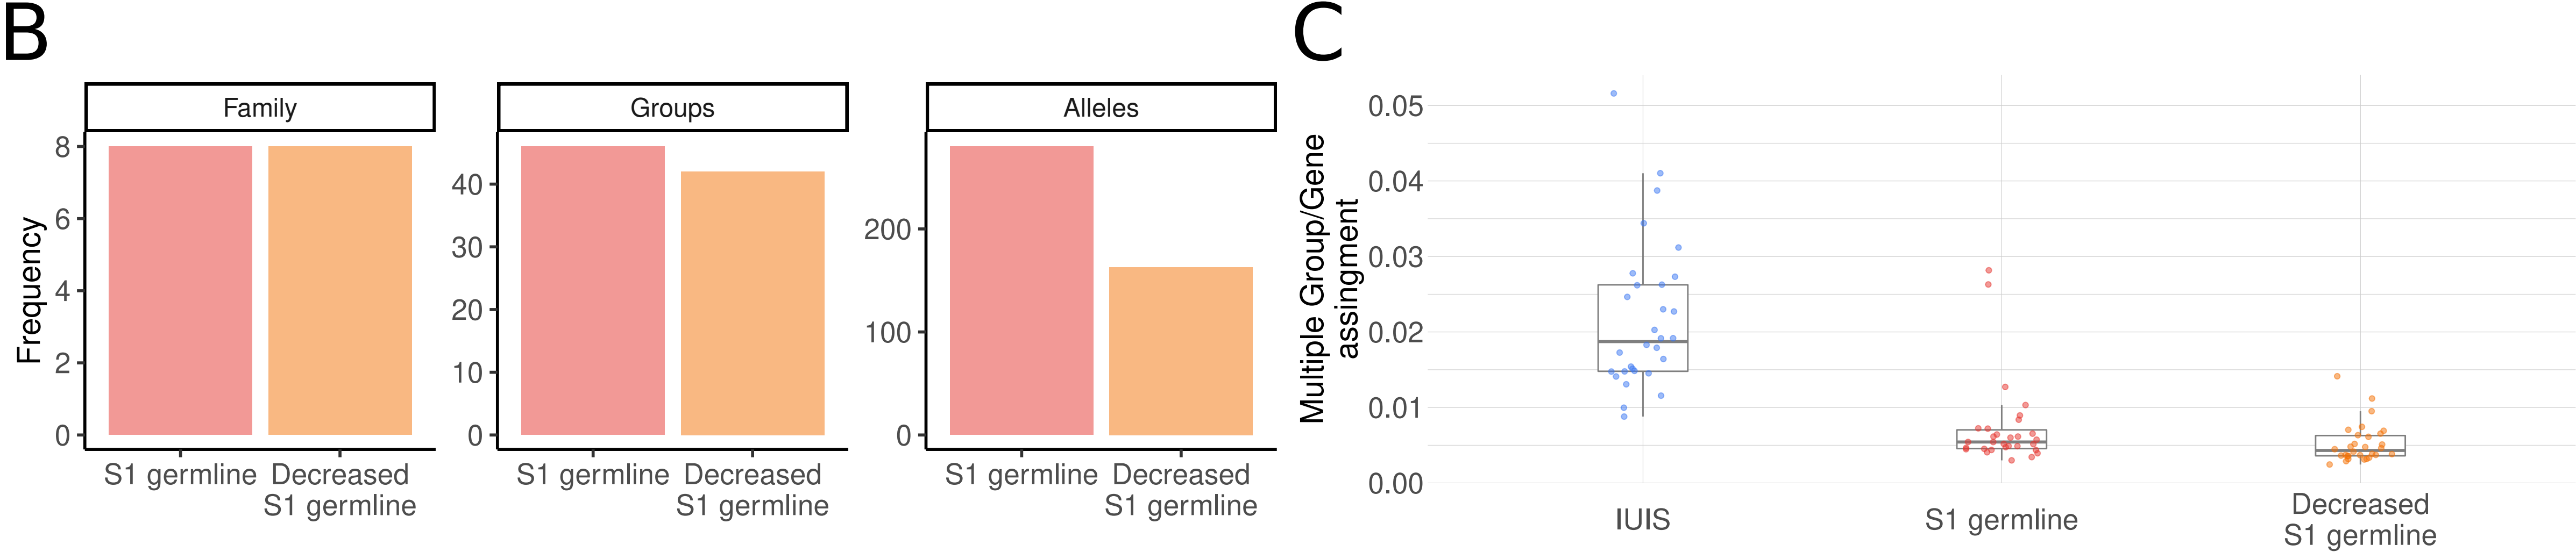 B
Family
Groups
Alleles
Frequency
8
6
4
2
0
40
30
20
10
0
200
100
0
S1 germline
Decreased
S1 germline
S1 germline
Decreased
S1 germline
S1 germline
Decreased
S1 germline
C
Multiple Group/Gene
assingment
0.05
0.04
0.03
0.02
0.01
0.00
IUIS
S1 germline
Decreased
S1 germline